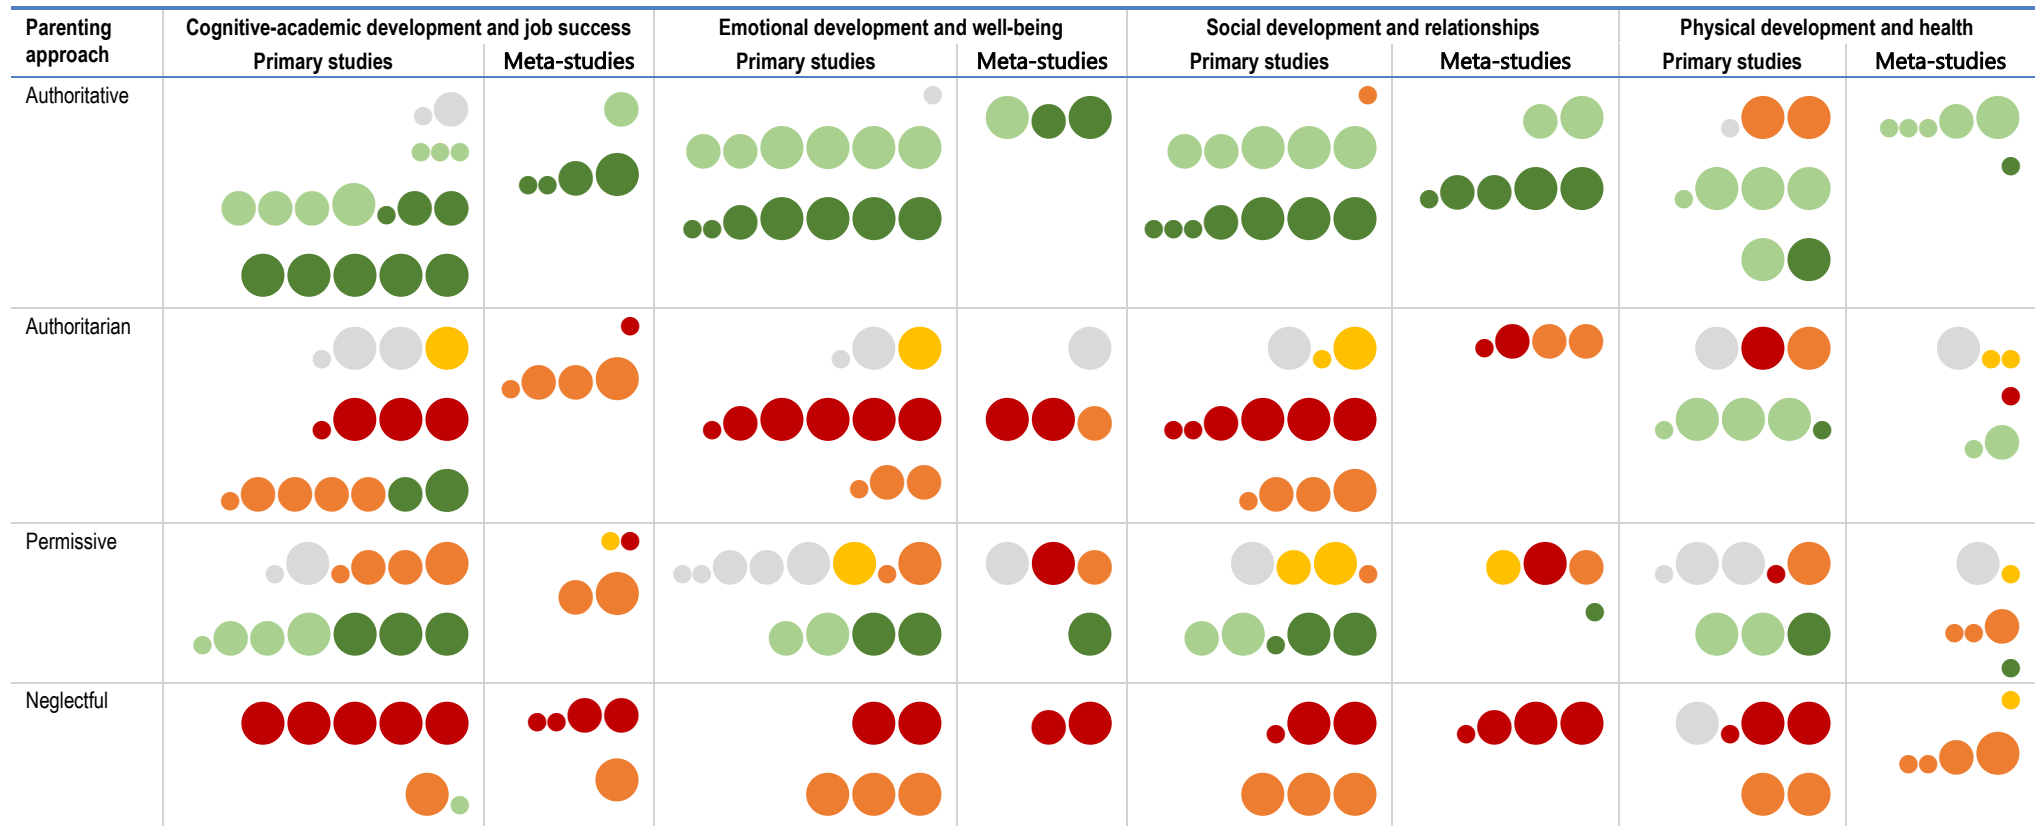 Parenting approach
Cognitive-academic development and job success
Emotional development and well-being
Social development and relationships
Physical development and health
Primary studies
Meta-studies
Primary studies
Meta-studies
Primary studies
Meta-studies
Primary studies
Meta-studies
Authoritative
Authoritarian
Permissive
Neglectful